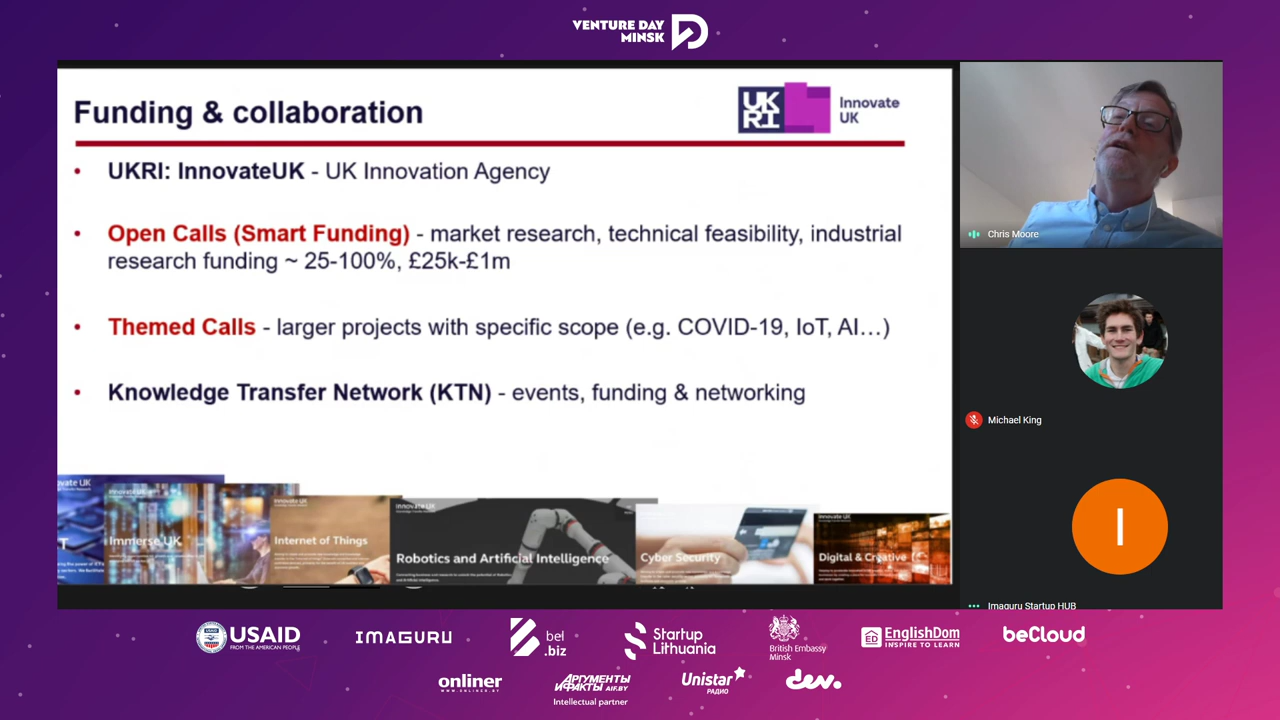 VENTURE DAY
MINSK
Funding & collaboration
UK
RI
Innovate
UK
• UKRI: InnovateUK - UK Innovation Agency
• Open Calls (Smart Funding) - market research, technical feasibility, industrial
research funding ~ 25-100%, £25k-£1m
• Themed Calls - larger projects with specific scope (e.g. COVID-19, IoT, AI…)
• Knowledge Transfer Network (KTN) - events, funding & networking
Immerse UK
Internet of Things
Robotics and Artificial Intelligence
Cyber Security
Digital & Creative
Chris Moore
Michael King
I
Imaguru Startup HUB
USAID
FROM THE AMERICAN PEOPLE
IMAGURU
bel
.biz
Startup
Lithuania
British Embassy
Minsk
ED
EnglishDom
INSPIRE TO LEARN
beCloud
onliner
WWW.ONLINER.BY
АРГУМЕНТЫ
И ФАКТЫ AIF.BY
Intellectual partner
Unistar
РАДИО
dev.